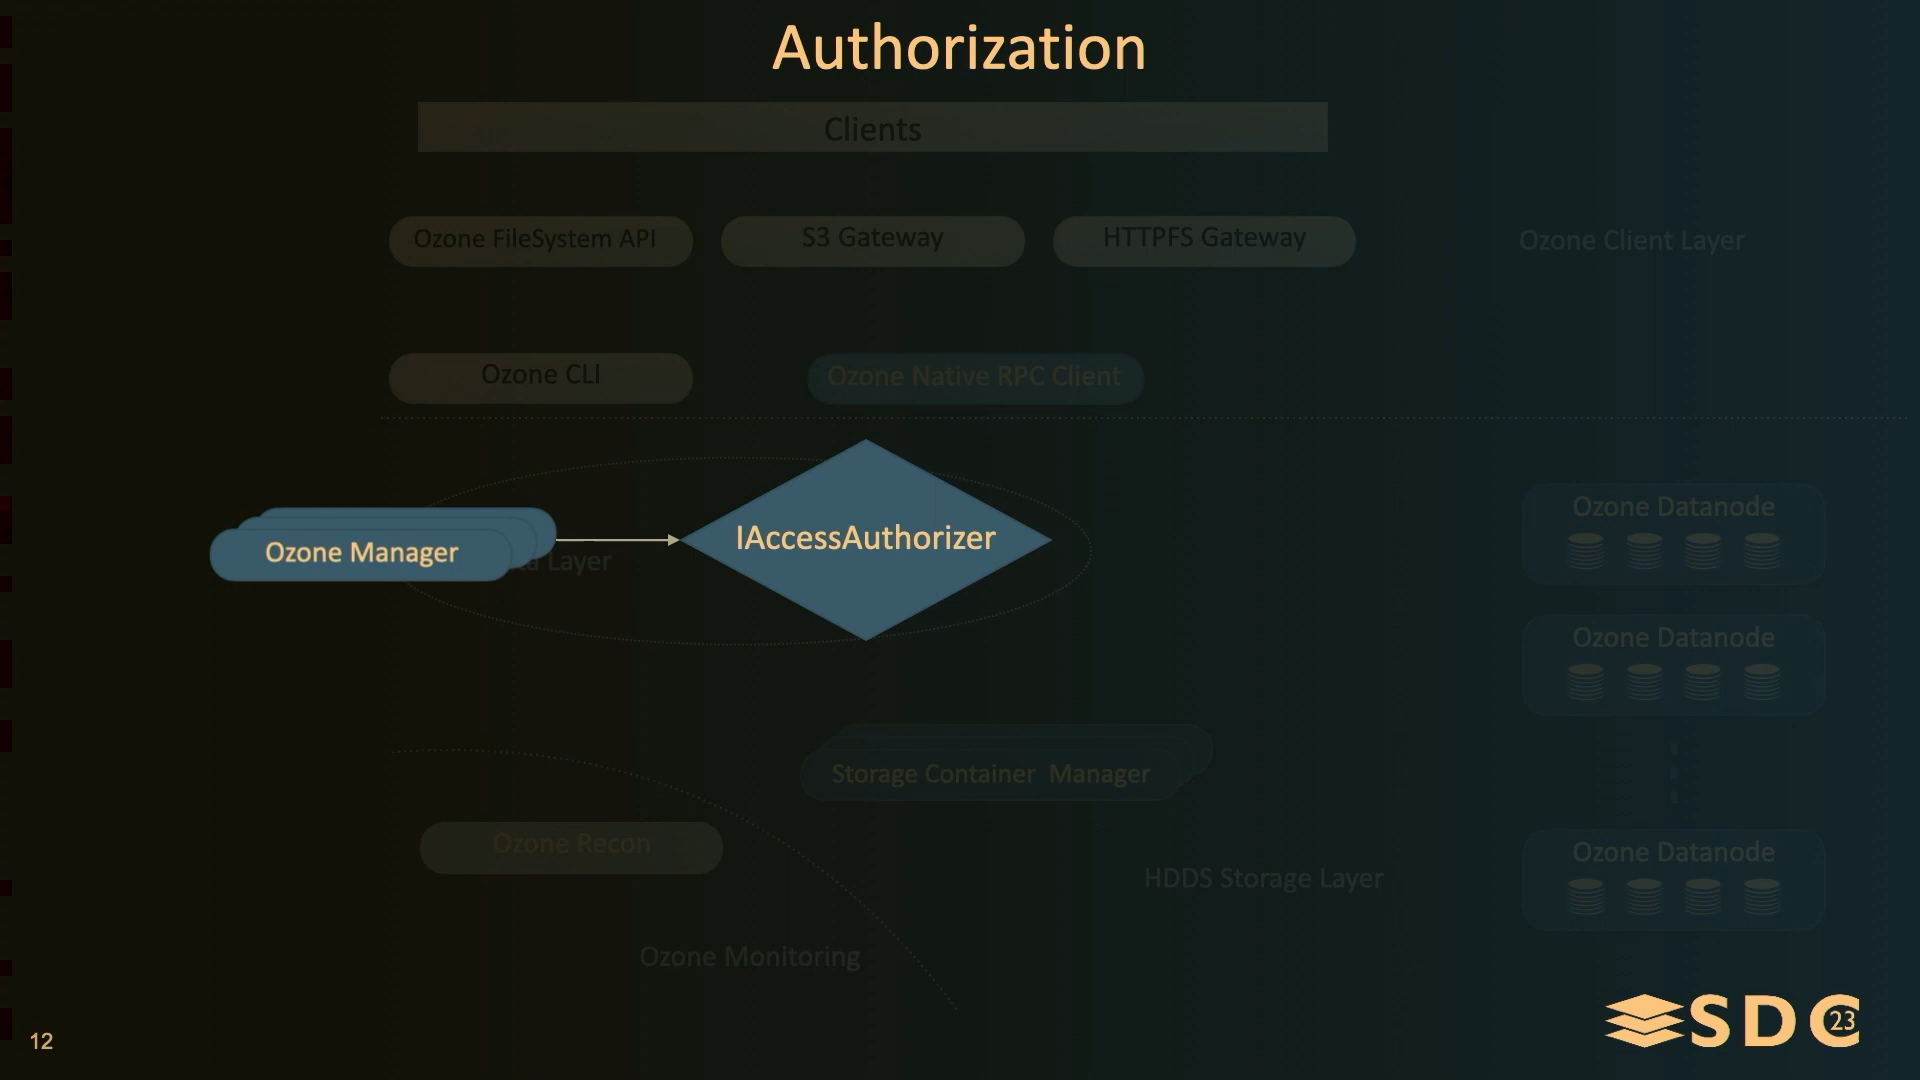 Authorization
Clients
Ozone FileSystem API
S3 Gateway
HTTPFS Gateway
Ozone Client Layer
Ozone CLI
Ozone Native RPC Client
Ozone Manager
Layer
IAccessAuthorizer
Ozone Datanode
Ozone Datanode
Storage Container Manager
Ozone Recon
Ozone Datanode
HDDS Storage Layer
Ozone Monitoring
12
SDC 23